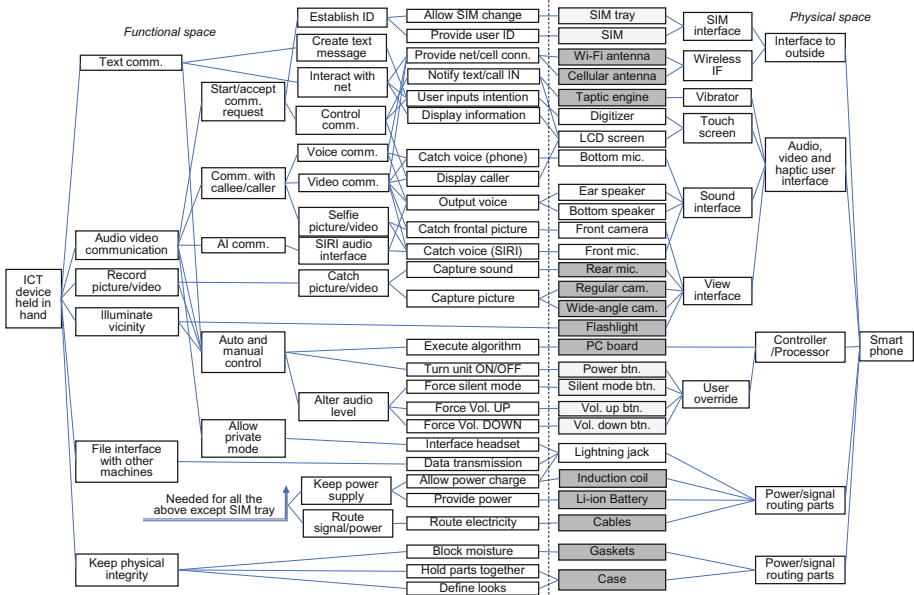 Functional space
Physical space
ICT
device
held in
hand
Text comm.
Audio video
communication
Record
picture/video
Illuminate
vicinity
File interface
with other
machines
Keep physical
integrity
Start/accept
comm.
request
Comm. with
callee/caller
AI comm.
Auto and
manual
control
Allow
private
mode
Needed for all the
above except SIM tray
Establish ID
Create text
message
Interact with
net
Control
comm.
Voice comm.
Video comm.
Selfie
picture/video
SIRI audio
interface
Catch
picture/video
Alter audio
level
Keep power
supply
Route
signal/power
Allow SIM change
Provide user ID
Provide net/cell conn.
Notify text/call IN
User inputs intention
Display information
Catch voice (phone)
Display caller
Output voice
Catch frontal picture
Catch voice (SIRI)
Capture sound
Capture picture
Execute algorithm
Turn unit ON/OFF
Force silent mode
Force Vol. UP
Force Vol. DOWN
Interface headset
Data transmission
Allow power charge
Provide power
Route electricity
Block moisture
Hold parts together
Define looks
SIM tray
SIM
Wi-Fi antenna
Cellular antenna
Taptic engine
Digitizer
LCD screen
Bottom mic.
Ear speaker
Bottom speaker
Front camera
Front mic.
Rear mic.
Regular cam.
Wide-angle cam.
Flashlight
PC board
Power btn.
Silent mode btn.
Vol. up btn.
Vol. down btn.
Lightning jack
Induction coil
Li-ion Battery
Cables
Gaskets
Case
SIM
interface
Wireless
IF
Vibrator
Touch
screen
Sound
interface
View
interface
User
override
Interface to
outside
Audio,
video and
haptic user
interface
Controller
/Processor
Power/signal
routing parts
Power/signal
routing parts
Smart
phone